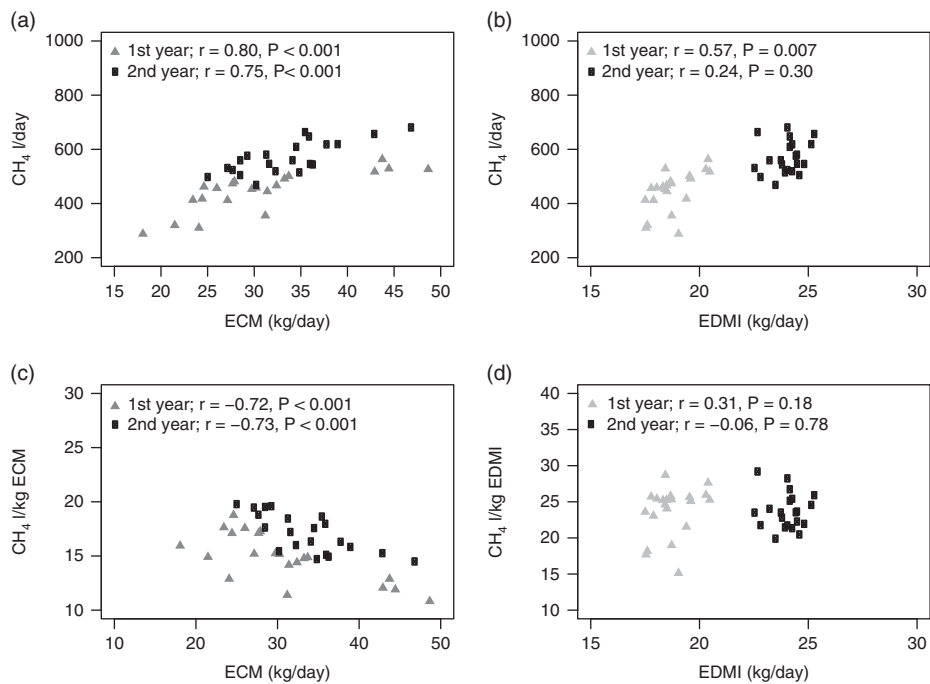 (a)
1000
800
600
400
200
CH4 l/day
1st year; r = 0.80, P < 0.001
2nd year; r = 0.75, P < 0.001
15 20 25 30 35 40 45 50
ECM (kg/day)
(b)
1000
800
600
400
200
CH4 l/day
1st year; r = 0.57, P = 0.007
2nd year; r = 0.24, P = 0.30
15 20 25 30
EDMI (kg/day)
(c)
30
25
20
15
10
CH4 l/kg ECM
1st year; r = −0.72, P < 0.001
2nd year; r = −0.73, P < 0.001
10 20 30 40 50
ECM (kg/day)
(d)
40
35
30
25
20
15
10
CH4 l/kg EDMI
1st year; r = 0.31, P = 0.18
2nd year; r = −0.06, P = 0.78
15 20 25 30
EDMI (kg/day)